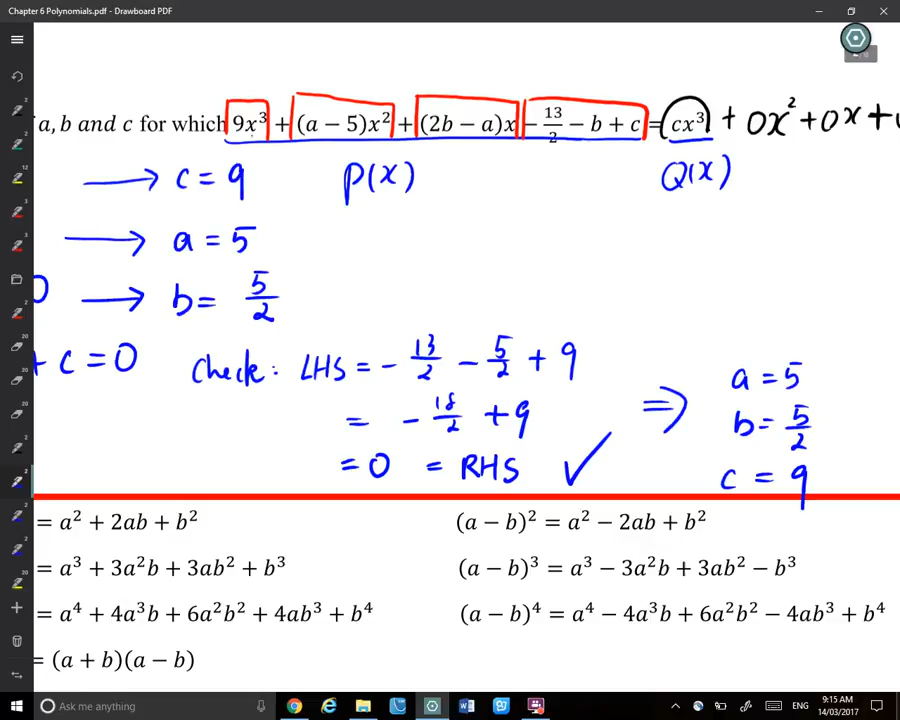 Chapter 6 Polynomials.pdf - Drawboard PDF
a, b and c for which 9x³ + (a − 5)x² + (2b − a)x − 13/2 − b + c = cx³ + 0x² + 0x +
→ c = 9 P(x) Q(x)
→ a = 5
0 → b = 5/2
+ c = 0 Check: LHS = − 13/2 − 5/2 + 9
= − 18/2 + 9
= 0 = RHS ✓
⇒ a = 5
b = 5/2
c = 9
= a² + 2ab + b² (a − b)² = a² − 2ab + b²
= a³ + 3a²b + 3ab² + b³ (a − b)³ = a³ − 3a²b + 3ab² − b³
= a⁴ + 4a³b + 6a²b² + 4ab³ + b⁴ (a − b)⁴ = a⁴ − 4a³b + 6a²b² − 4ab³ + b⁴
= (a + b)(a − b)
Ask me anything
ENG
9:15 AM
14/03/2017